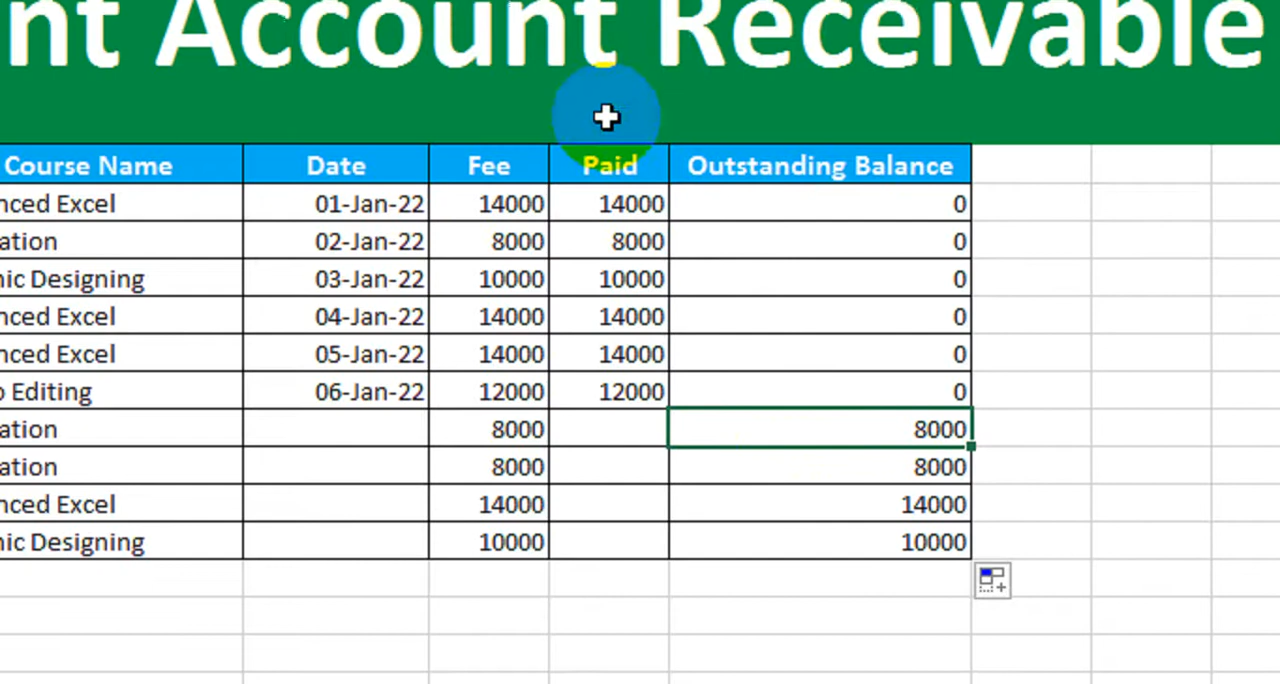 nt Account Receivable
Course Name Date Fee Paid Outstanding Balance
nced Excel 01-Jan-22 14000 14000 0
ation 02-Jan-22 8000 8000 0
nic Designing 03-Jan-22 10000 10000 0
nced Excel 04-Jan-22 14000 14000 0
nced Excel 05-Jan-22 14000 14000 0
o Editing 06-Jan-22 12000 12000 0
ation 8000 8000
ation 8000 8000
nced Excel 14000 14000
nic Designing 10000 10000